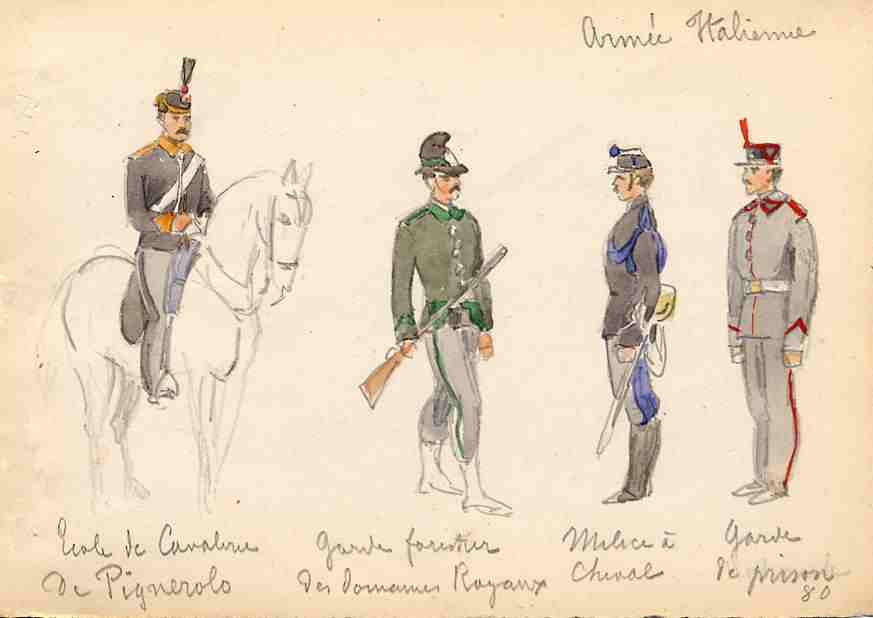 Armée Italienne
Ecole de Cavalerie
De Pignerolo
Garde forestier
Des Domaines Royaux
Milice à
Cheval
Garde
de prison
80